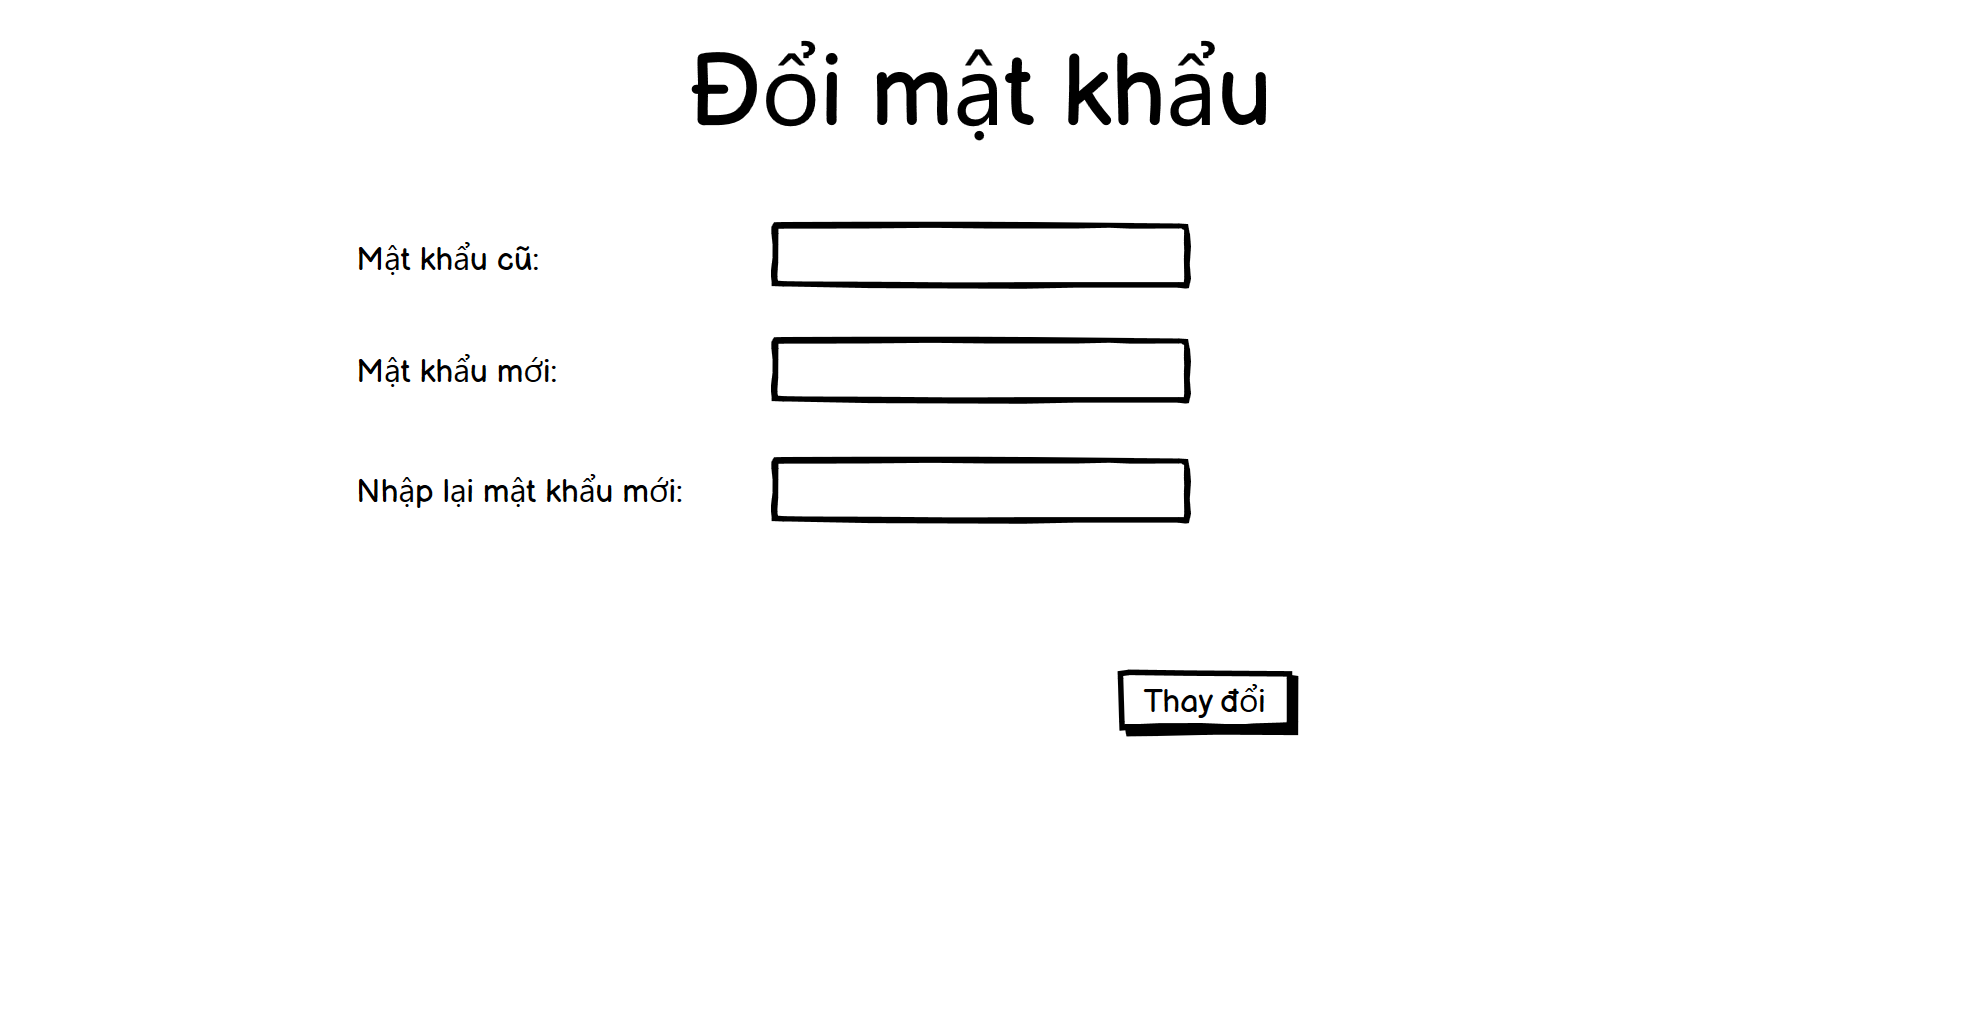 Đổi mật khẩu
Mật khẩu cũ:
Mật khẩu mới:
Nhập lại mật khẩu mới:
Thay đổi